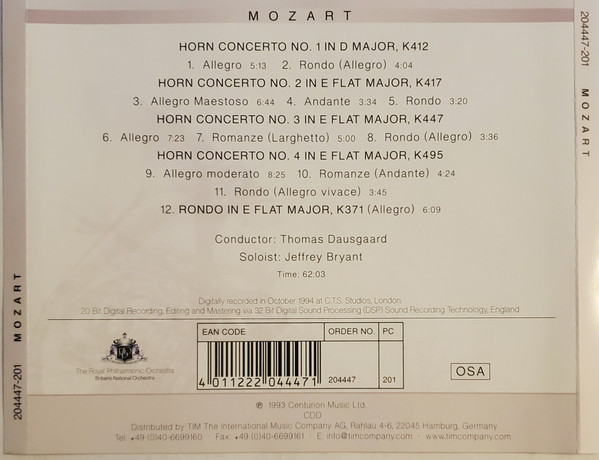 MOZART
HORN CONCERTO NO. 1 IN D MAJOR, K412
1. Allegro 5:13 2. Rondo (Allegro) 4:04
HORN CONCERTO NO. 2 IN E FLAT MAJOR, K417
3. Allegro Maestoso 6:44 4. Andante 3:34 5. Rondo 3:20
HORN CONCERTO NO. 3 IN E FLAT MAJOR, K447
6. Allegro 7:23 7. Romanze (Larghetto) 5:00 8. Rondo (Allegro) 3:36
HORN CONCERTO NO. 4 IN E FLAT MAJOR, K495
9. Allegro moderato 8:25 10. Romanze (Andante) 4:24
11. Rondo (Allegro vivace) 3:45
12. RONDO IN E FLAT MAJOR, K371 (Allegro) 6:09
Conductor: Thomas Dausgaard
Soloist: Jeffrey Bryant
Time: 62:03
Digitally recorded in October 1994 at C.T.S. Studios, London
20 Bit Digital Recording, Editing and Mastering via 32 Bit Digital Sound Processing (DSP) Sound Recording Technology, England
The Royal Philharmonic Orchestra
Britains National Orchestra
EAN CODE
4 011222 044471
ORDER NO.
204447
PC
201
OSA
℗ 1993 Centurion Music Ltd.
CDD
Distributed by TIM The International Music Company AG, Rahlau 4-6, 22045 Hamburg, Germany
Tel: +49 (0)40-6699160 · Fax: +49 (0)40-6699161 · E: info@timcompany.com · www.timcompany.com
204447-201 MOZART
204447-201 MOZART